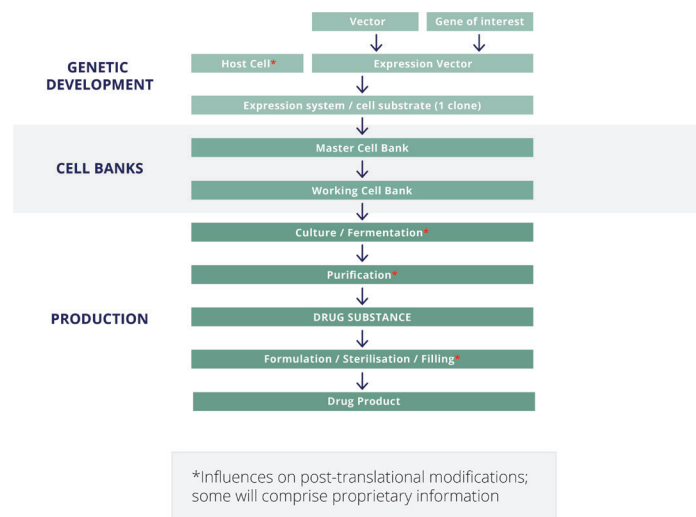 Vector
Gene of interest
GENETIC
DEVELOPMENT
Host Cell*
Expression Vector
Expression system / cell substrate (1 clone)
CELL BANKS
Master Cell Bank
Working Cell Bank
Culture / Fermentation*
Purification*
PRODUCTION
DRUG SUBSTANCE
Formulation / Sterilisation / Filling*
Drug Product
*Influences on post-translational modifications;
some will comprise proprietary information